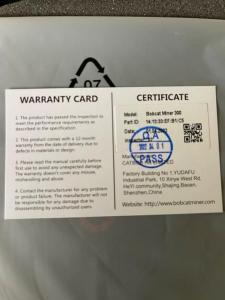 07
WARRANTY CARD
1. The product has passed the inspection to
meet the performance requirements as
described in the specification.
2. This product comes with a 12-month
warranty from the date of delivery due to
defects in materials or design.
3. Please read the manual carefully before
first use to avoid any unexpected damage.
The warranty doesn't cover any misuse,
mishandling and abuse.
4. Contact the manufacturer for any problem
or product failure. The manufacturer will not
be responsible for any damage due to
disassembling by unauthorized users.
CERTIFICATE
Model: Bobcat Miner 300
Part ID:
Date:
QA
PASS
Factory Building No 1,YUDAFU
Industrial Park, 10 Xinye West Rd,
HeYi community,Shajing,Baoan,
Shenzhen,China
Website: http://www.bobcatminer.com